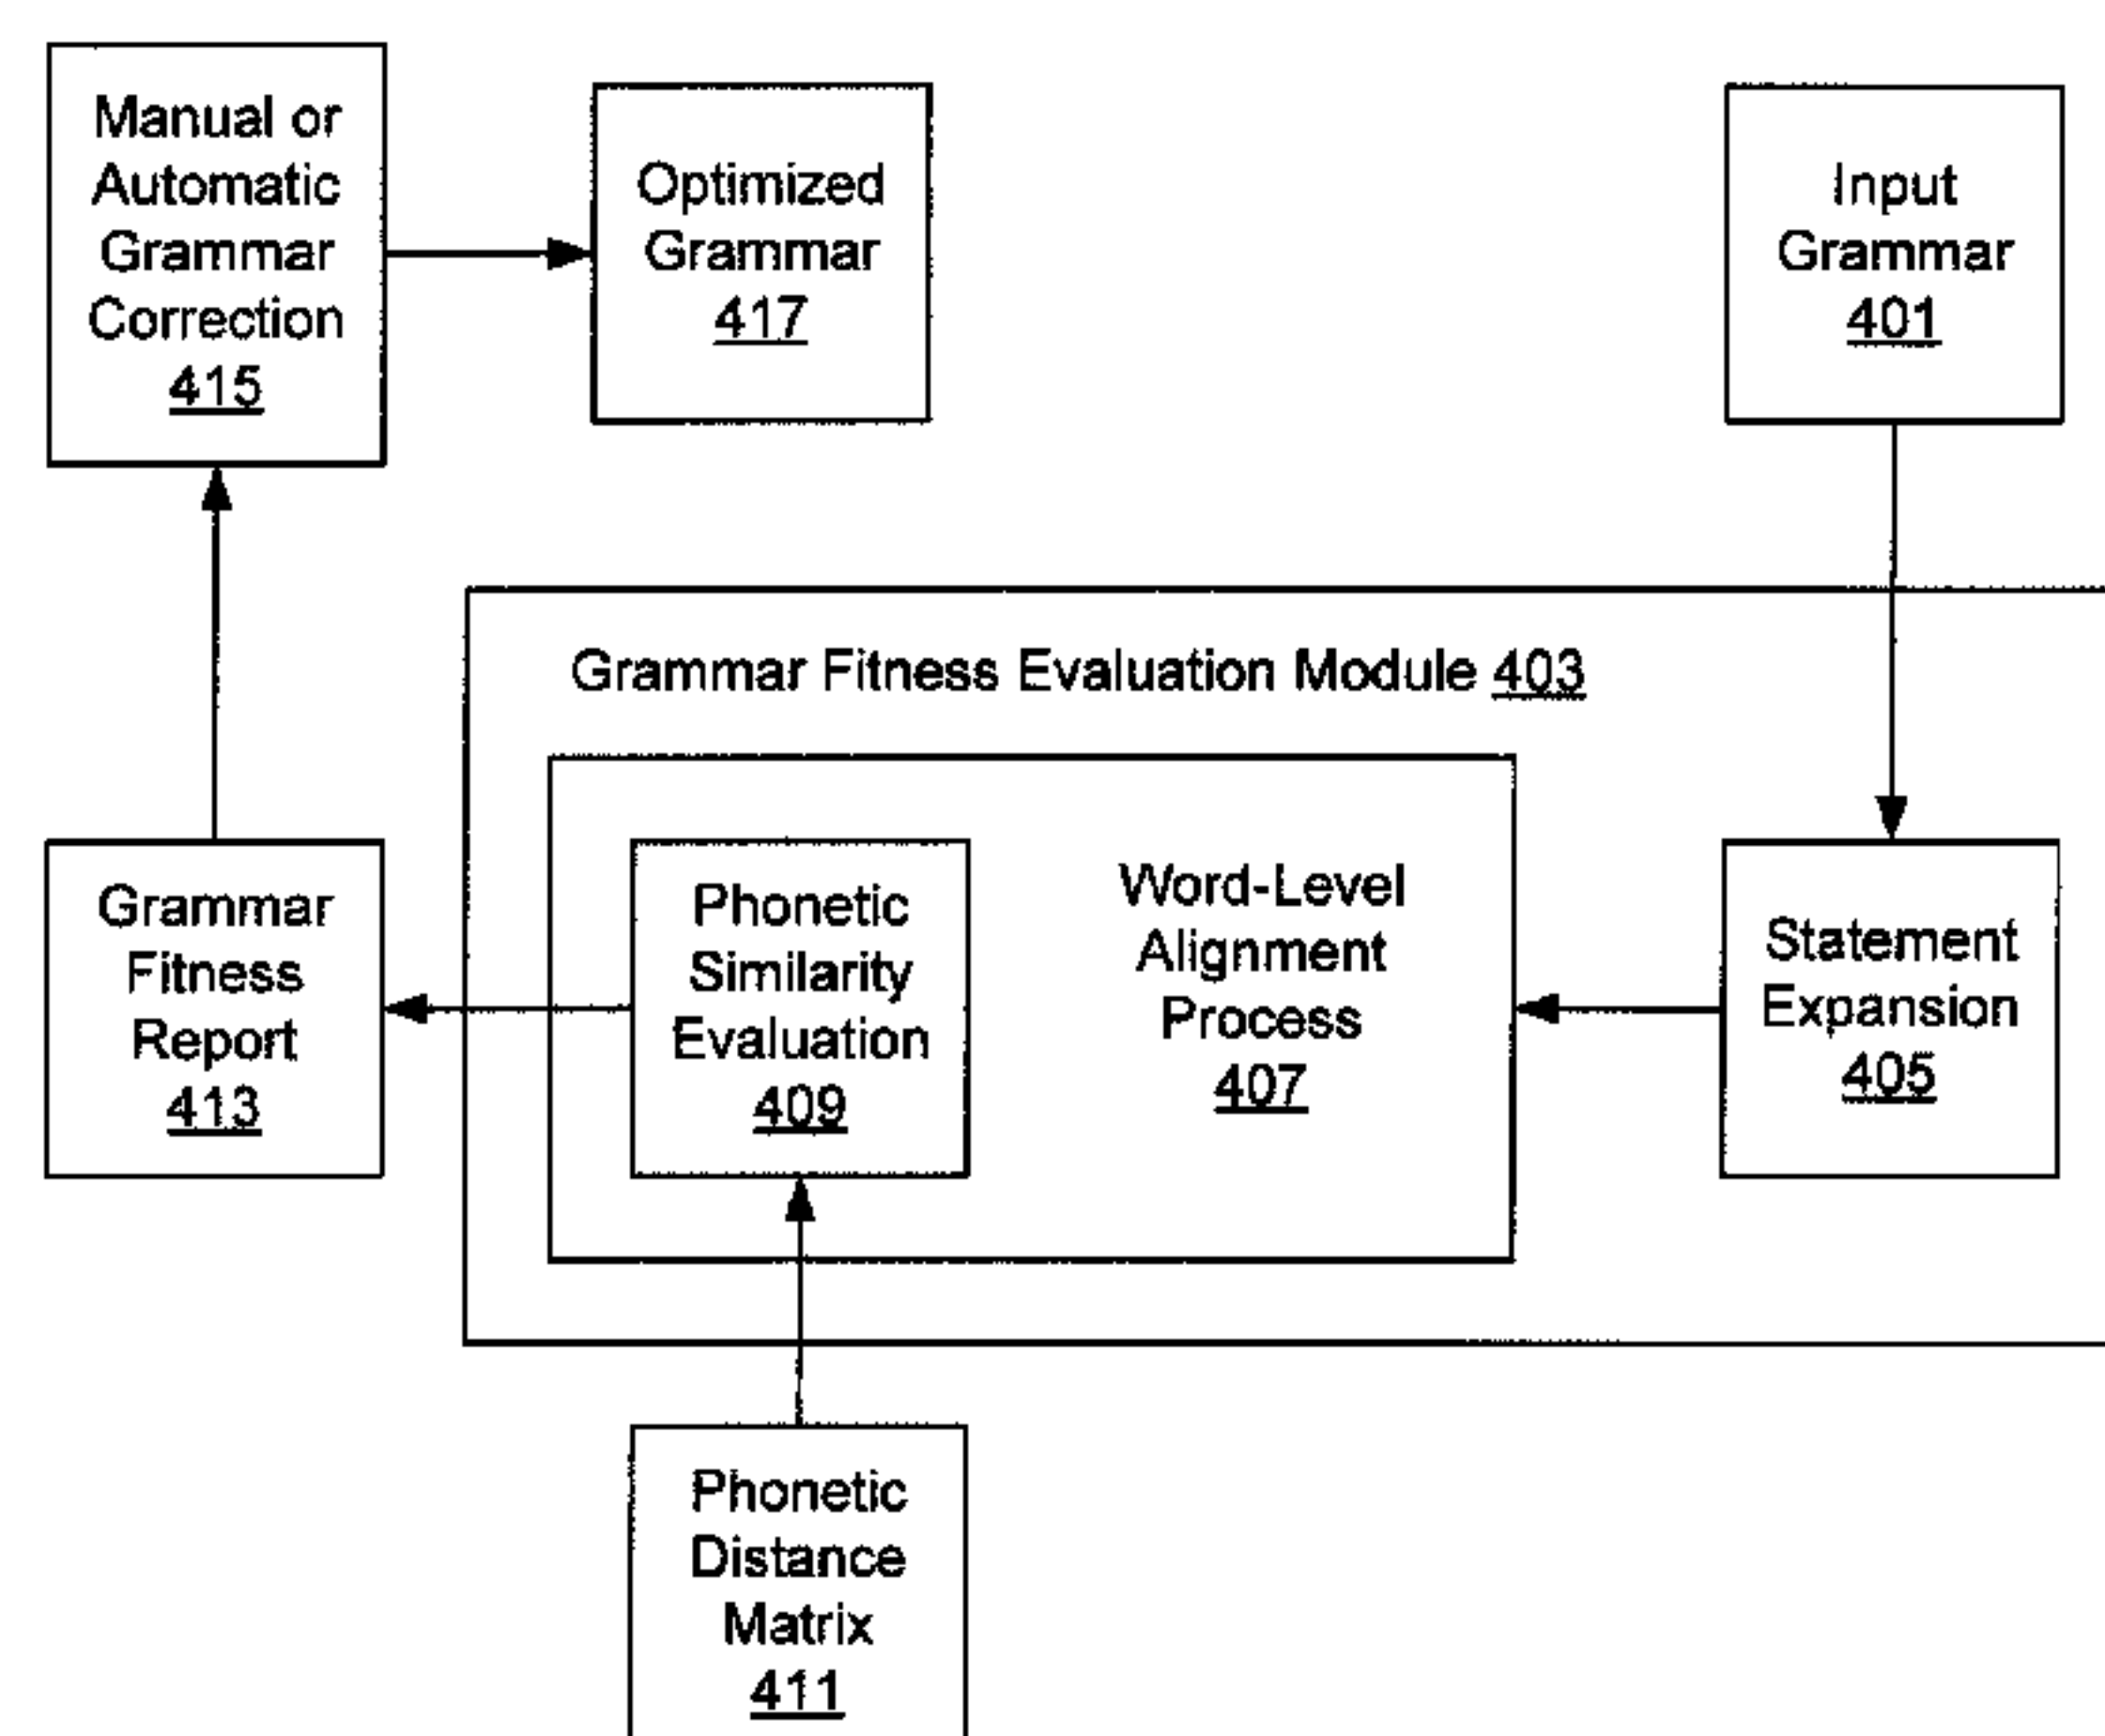 Manual or
Automatic
Grammar
Correction
415
Optimized
Grammar
417
Input
Grammar
401
Grammar Fitness Evaluation Module 403
Grammar
Fitness
Report
413
Phonetic
Similarity
Evaluation
409
Word-Level
Alignment
Process
407
Statement
Expansion
405
Phonetic
Distance
Matrix
411